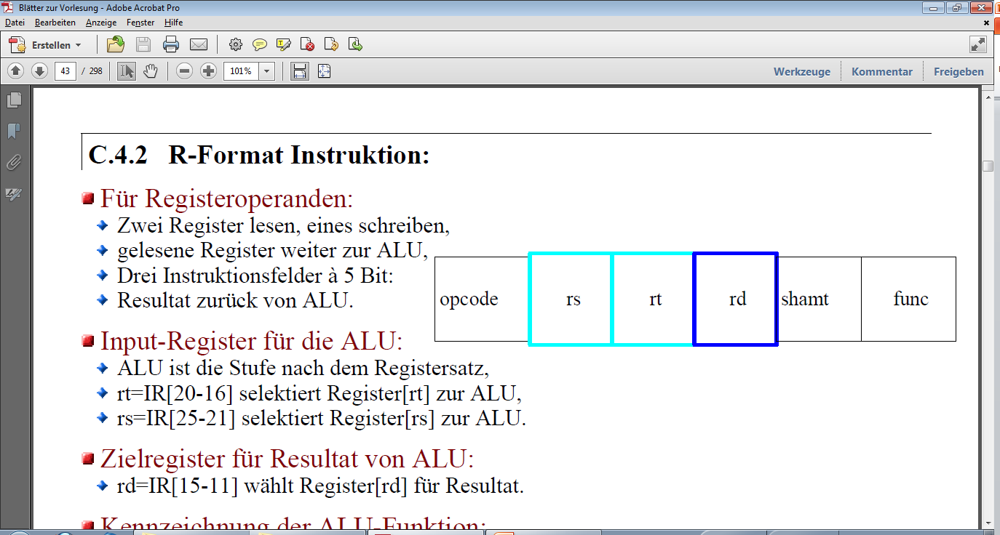 Blätter zur Vorlesung - Adobe Acrobat Pro
Datei Bearbeiten Anzeige Fenster Hilfe
Erstellen
43 / 298 101% Werkzeuge Kommentar Freigeben
C.4.2 R-Format Instruktion:
Für Registeroperanden:
Zwei Register lesen, eines schreiben,
gelesene Register weiter zur ALU,
Drei Instruktionsfelder à 5 Bit:
Resultat zurück von ALU.
opcode rs rt rd shamt func
Input-Register für die ALU:
ALU ist die Stufe nach dem Registersatz,
rt=IR[20-16] selektiert Register[rt] zur ALU,
rs=IR[25-21] selektiert Register[rs] zur ALU.
Zielregister für Resultat von ALU:
rd=IR[15-11] wählt Register[rd] für Resultat.
Kennzeichnung der ALU-Funktion: